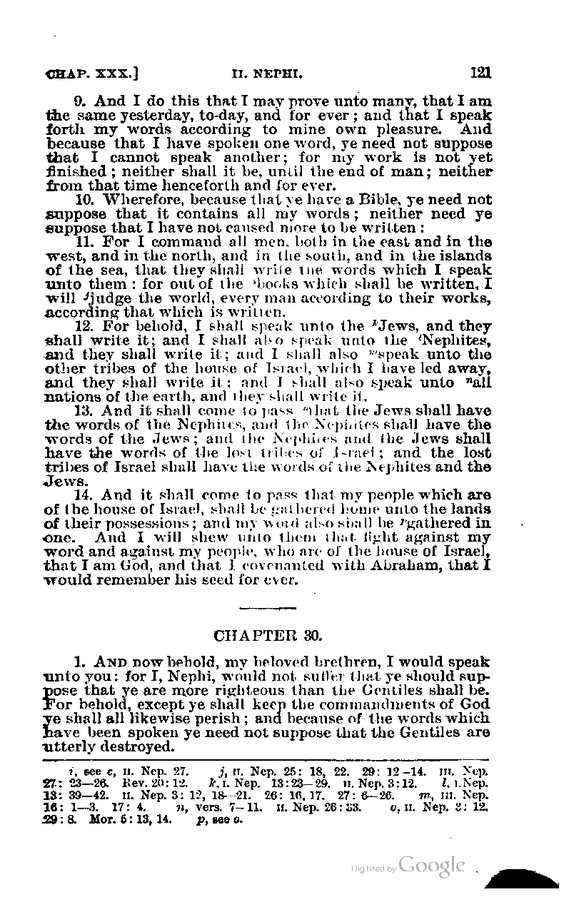 CHAP. XXX.] II. NEPHI. 121
9. And I do this that I may prove unto many, that I am
the same yesterday, to-day, and for ever; and that I speak
forth my words according to mine own pleasure. And
because that I have spoken one word, ye need not suppose
that I cannot speak another; for my work is not yet
finished; neither shall it be, until the end of man; neither
from that time henceforth and for ever.
10. Wherefore, because that ye have a Bible, ye need not
suppose that it contains all my words; neither need ye
suppose that I have not caused more to be written:
11. For I command all men, both in the east and in the
west, and in the north, and in the south, and in the islands
of the sea, that they shall write the words which I speak
unto them: for out of the ⁱbooks which shall be written, I
will ʲjudge the world, every man according to their works,
according that which is written.
12. For behold, I shall speak unto the ᵏJews, and they
shall write it; and I shall also speak unto the ˡNephites,
and they shall write it; and I shall also ᵐspeak unto the
other tribes of the house of Israel, which I have led away,
and they shall write it; and I shall also speak unto ⁿall
nations of the earth, and they shall write it.
13. And it shall come to pass ᵒthat the Jews shall have
the words of the Nephites, and the Nephites shall have the
words of the Jews; and the Nephites and the Jews shall
have the words of the lost tribes of Israel; and the lost
tribes of Israel shall have the words of the Nephites and the
Jews.
14. And it shall come to pass that my people which are
of the house of Israel, shall be gathered home unto the lands
of their possessions; and my word also shall be ᵖgathered in
one. And I will shew unto them that fight against my
word and against my people, who are of the house of Israel,
that I am God, and that I covenanted with Abraham, that I
would remember his seed for ever.
CHAPTER 30.
1. AND now behold, my beloved brethren, I would speak
unto you: for I, Nephi, would not suffer that ye should sup-
pose that ye are more righteous than the Gentiles shall be.
For behold, except ye shall keep the commandments of God
ye shall all likewise perish; and because of the words which
have been spoken ye need not suppose that the Gentiles are
utterly destroyed.
i, see c, II. Nep. 27. j, II. Nep. 25: 18, 22. 29: 12-14. III. Nep.
27: 23-26. Rev. 20: 12. k, I. Nep. 13: 23-29. II. Nep. 3: 12. l, I. Nep.
13: 39-42. II. Nep. 3: 12, 18-21. 26: 16, 17. 27: 6-26. m, III. Nep.
16: 1-3. 17: 4. n, vers. 7-11. II. Nep. 26: 33. o, II. Nep. 3: 12.
29: 8. Mor. 5: 13, 14. p, see o.
Digitized by Google